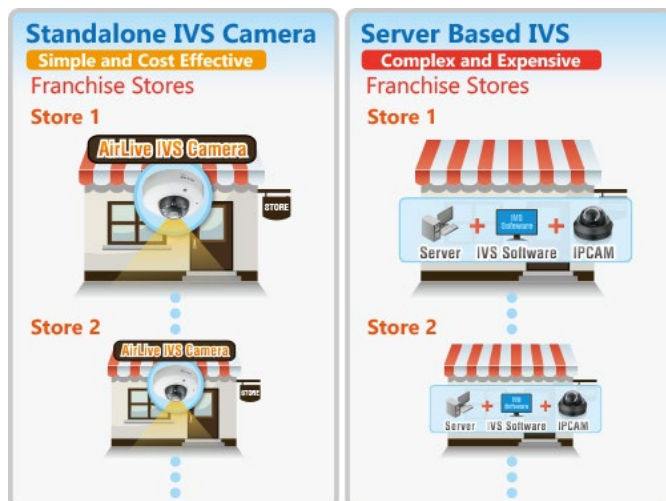 Standalone IVS Camera
Simple and Cost Effective
Franchise Stores
Store 1
AirLive IVS Camera
STORE
Store 2
AirLive IVS Camera
STORE
Server Based IVS
Complex and Expensive
Franchise Stores
Store 1
IVS
Sofeware
+ +
Server IVS Software IPCAM
Store 2
IVS
Sofeware
+ +
Server IVS Software IPCAM